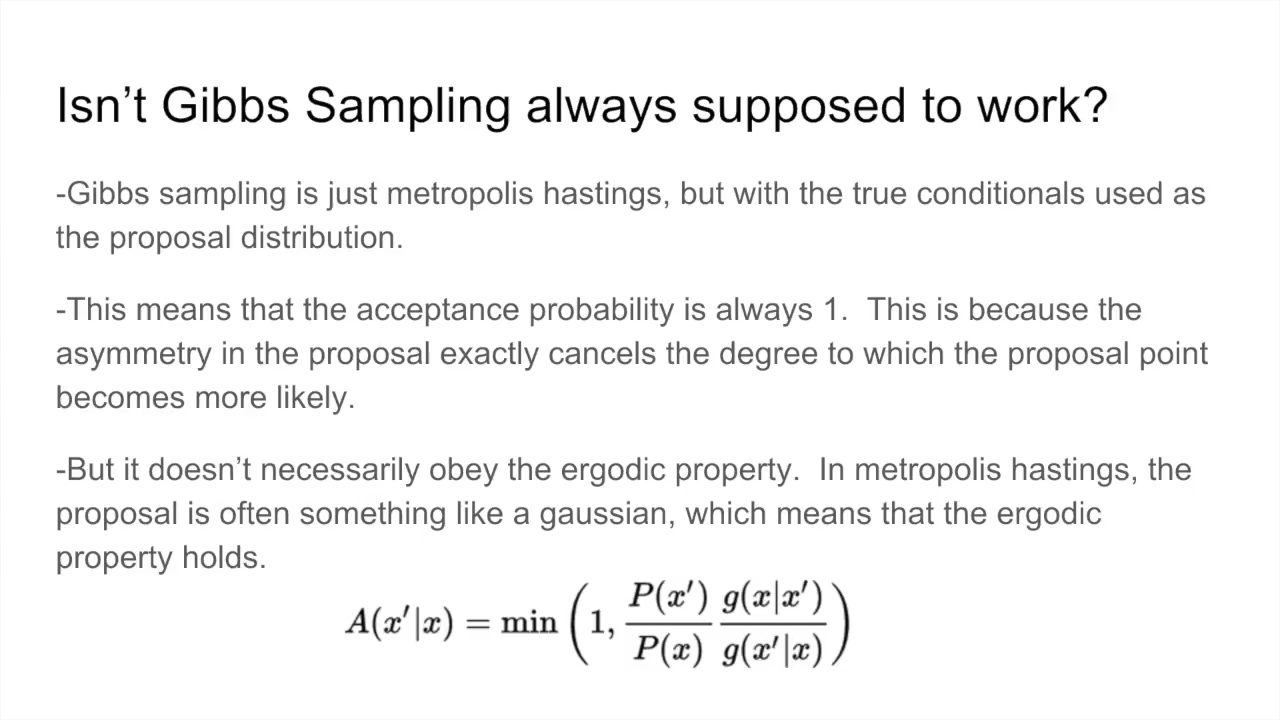 Isn’t Gibbs Sampling always supposed to work?
-Gibbs sampling is just metropolis hastings, but with the true conditionals used as
the proposal distribution.
-This means that the acceptance probability is always 1.  This is because the
asymmetry in the proposal exactly cancels the degree to which the proposal point
becomes more likely.
-But it doesn’t necessarily obey the ergodic property.  In metropolis hastings, the
proposal is often something like a gaussian, which means that the ergodic
property holds.
A(x′|x) = min (1, P(x′)/P(x) g(x|x′)/g(x′|x))